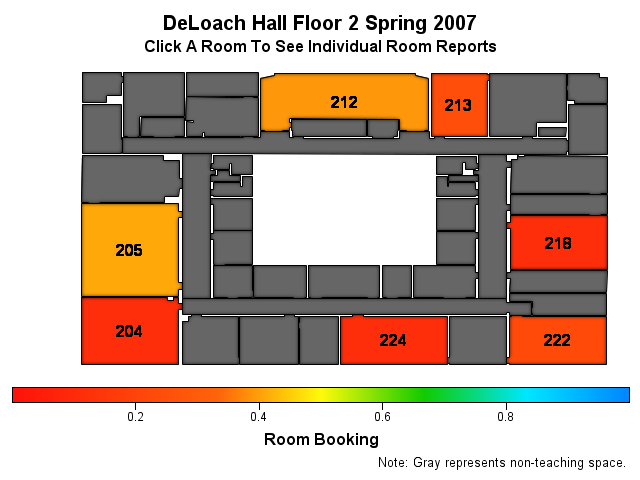 DeLoach Hall Floor 2 Spring 2007
Click A Room To See Individual Room Reports
212
213
205
218
204
224
222
0.2 0.4 0.6 0.8
Room Booking
Note: Gray represents non-teaching space.